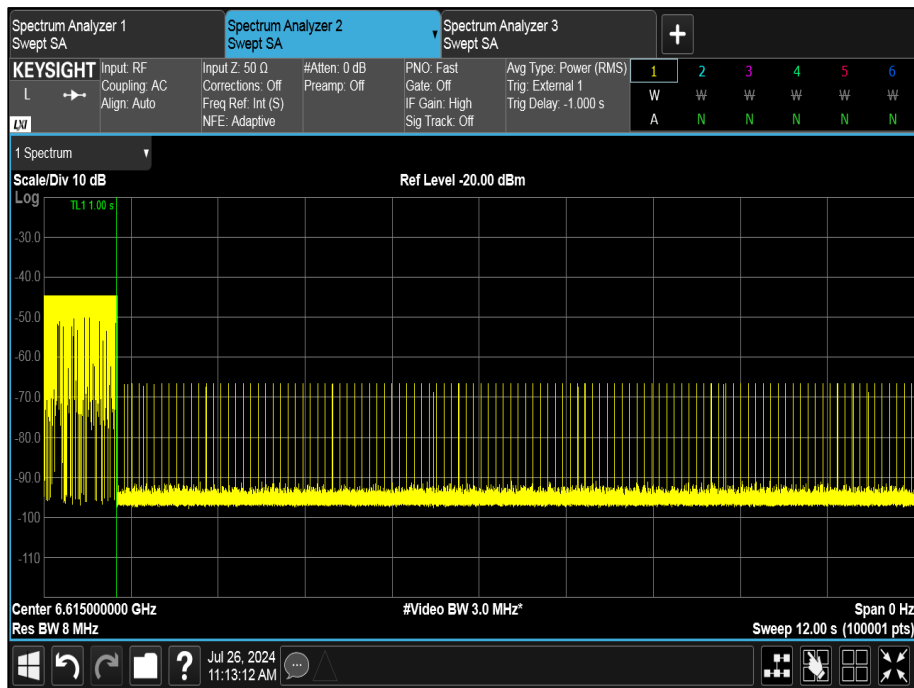 Spectrum Analyzer 1
Swept SA
Spectrum Analyzer 2
Swept SA
Spectrum Analyzer 3
Swept SA
+
KEYSIGHT
L
LXI
Input: RF
Coupling: AC
Align: Auto
Input Z: 50 Ω
Corrections: Off
Freq Ref: Int (S)
NFE: Adaptive
#Atten: 0 dB
Preamp: Off
PNO: Fast
Gate: Off
IF Gain: High
Sig Track: Off
Avg Type: Power (RMS)
Trig: External 1
Trig Delay: -1.000 s
1 2 3 4 5 6
W W W W W W
A N N N N N
1 Spectrum
Scale/Div 10 dB
Ref Level -20.00 dBm
Log
TL1 1.00 s
-30.0
-40.0
-50.0
-60.0
-70.0
-80.0
-90.0
-100
-110
Center 6.615000000 GHz
#Video BW 3.0 MHz*
Span 0 Hz
Res BW 8 MHz
Sweep 12.00 s (100001 pts)
?
Jul 26, 2024
11:13:12 AM